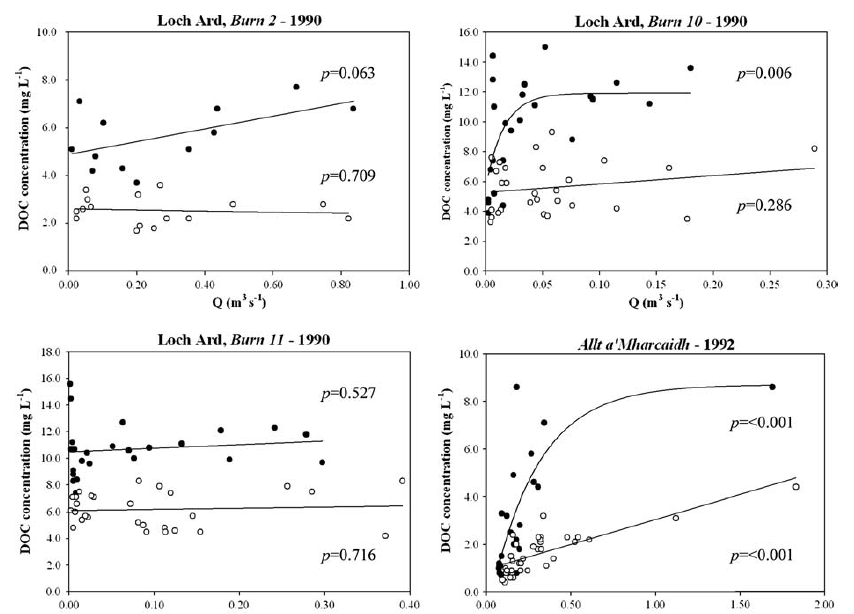 Loch Ard, Burn 2 - 1990
10.0
8.0
6.0
4.0
2.0
0.0
DOC concentration (mg L⁻¹)
p=0.063
p=0.709
0.00 0.20 0.40 0.60 0.80 1.00
Q (m³ s⁻¹)
Loch Ard, Burn 10 - 1990
16.0
14.0
12.0
10.0
8.0
6.0
4.0
2.0
0.0
DOC concentration (mg L⁻¹)
p=0.006
p=0.286
0.00 0.05 0.10 0.15 0.20 0.25 0.30
Q (m³ s⁻¹)
Loch Ard, Burn 11 - 1990
18.0
16.0
14.0
12.0
10.0
8.0
6.0
4.0
2.0
0.0
DOC concentration (mg L⁻¹)
p=0.527
p=0.716
0.00 0.10 0.20 0.30 0.40
Allt a'Mharcaidh - 1992
10.0
8.0
6.0
4.0
2.0
0.0
DOC concentration (mg L⁻¹)
p=<0.001
p=<0.001
0.00 0.50 1.00 1.50 2.00